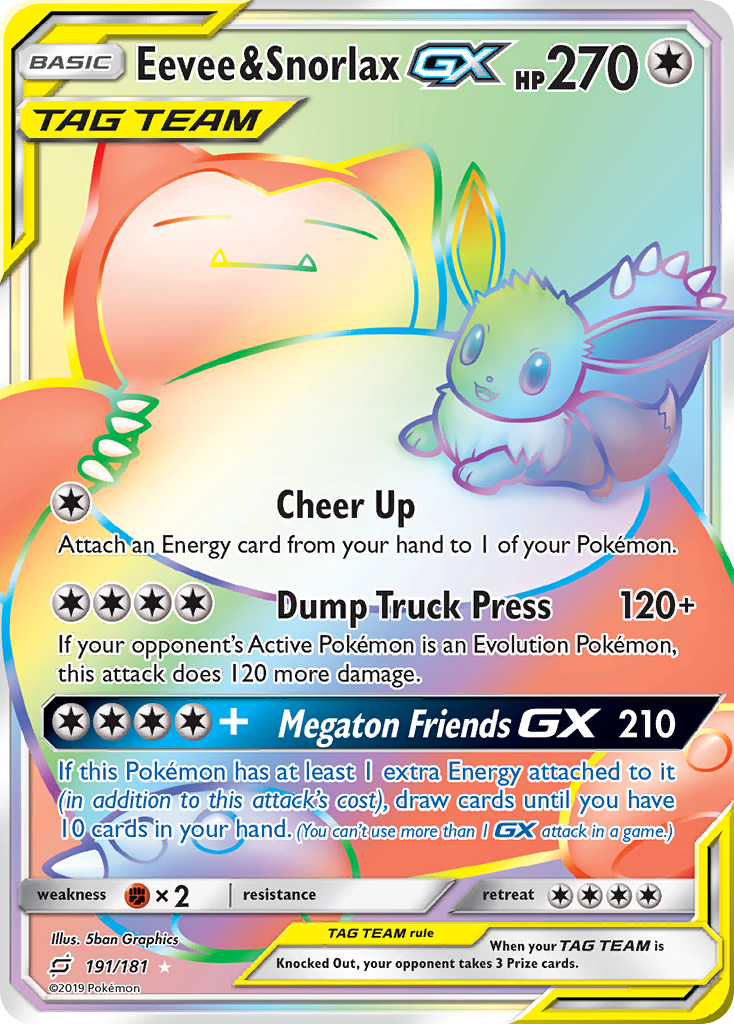 BASIC Eevee&Snorlax GX HP270
TAG TEAM
Cheer Up
Attach an Energy card from your hand to 1 of your Pokémon.
Dump Truck Press 120+
If your opponent's Active Pokémon is an Evolution Pokémon,
this attack does 120 more damage.
+ Megaton Friends GX 210
If this Pokémon has at least 1 extra Energy attached to it
(in addition to this attack's cost), draw cards until you have
10 cards in your hand. (You can't use more than 1 GX attack in a game.)
weakness ×2 resistance retreat
Illus. 5ban Graphics
TAG TEAM rule
When your TAG TEAM is
Knocked Out, your opponent takes 3 Prize cards.
191/181
©2019 Pokémon